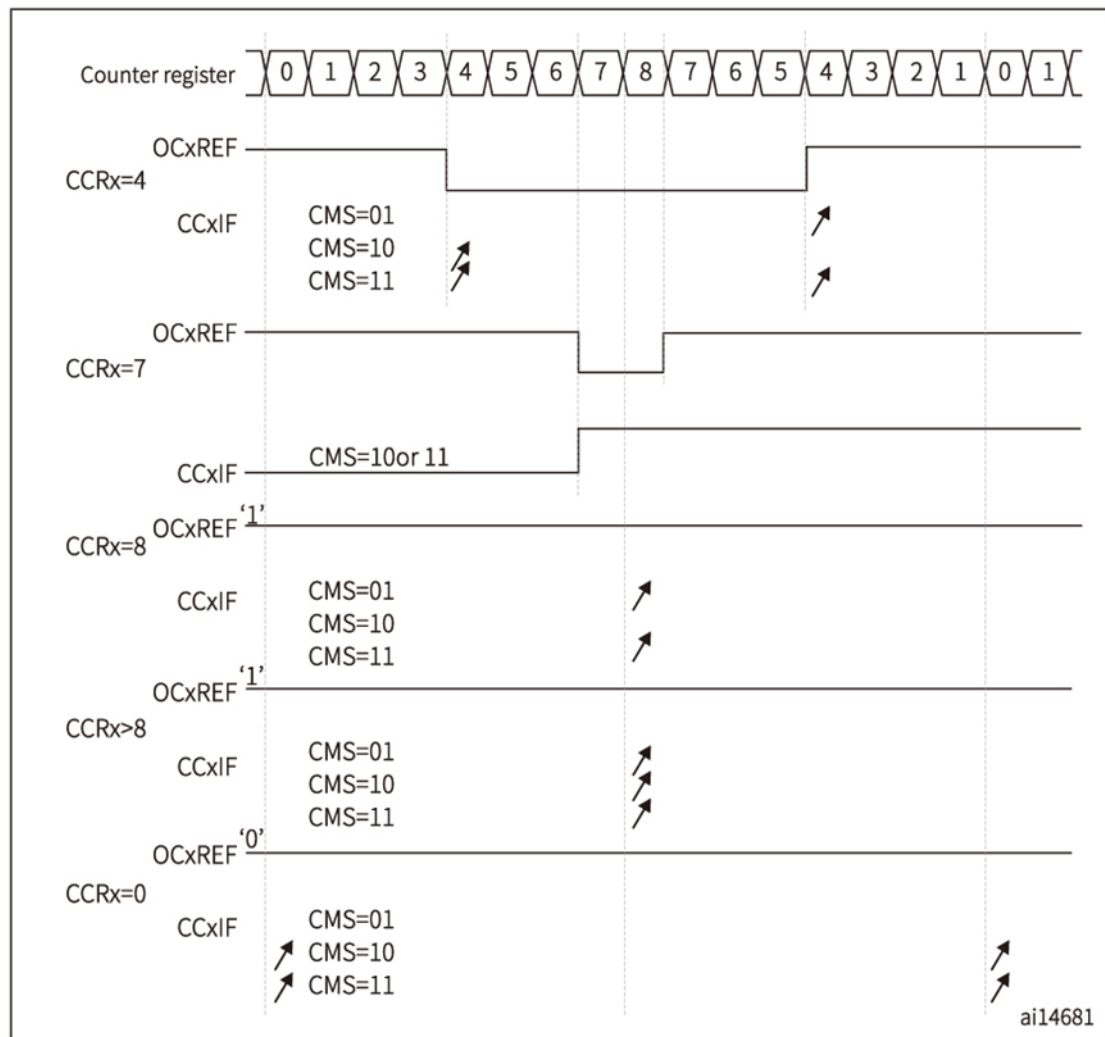 Counter register 0 1 2 3 4 5 6 7 8 7 6 5 4 3 2 1 0 1
OCxREF
CCRx=4
CCxIF CMS=01
CMS=10
CMS=11
OCxREF
CCRx=7
CMS=10or 11
CCxIF
OCxREF '1'
CCRx=8
CCxIF CMS=01
CMS=10
CMS=11
OCxREF '1'
CCRx>8
CCxIF CMS=01
CMS=10
CMS=11
OCxREF '0'
CCRx=0
CCxIF CMS=01
CMS=10
CMS=11
ai14681